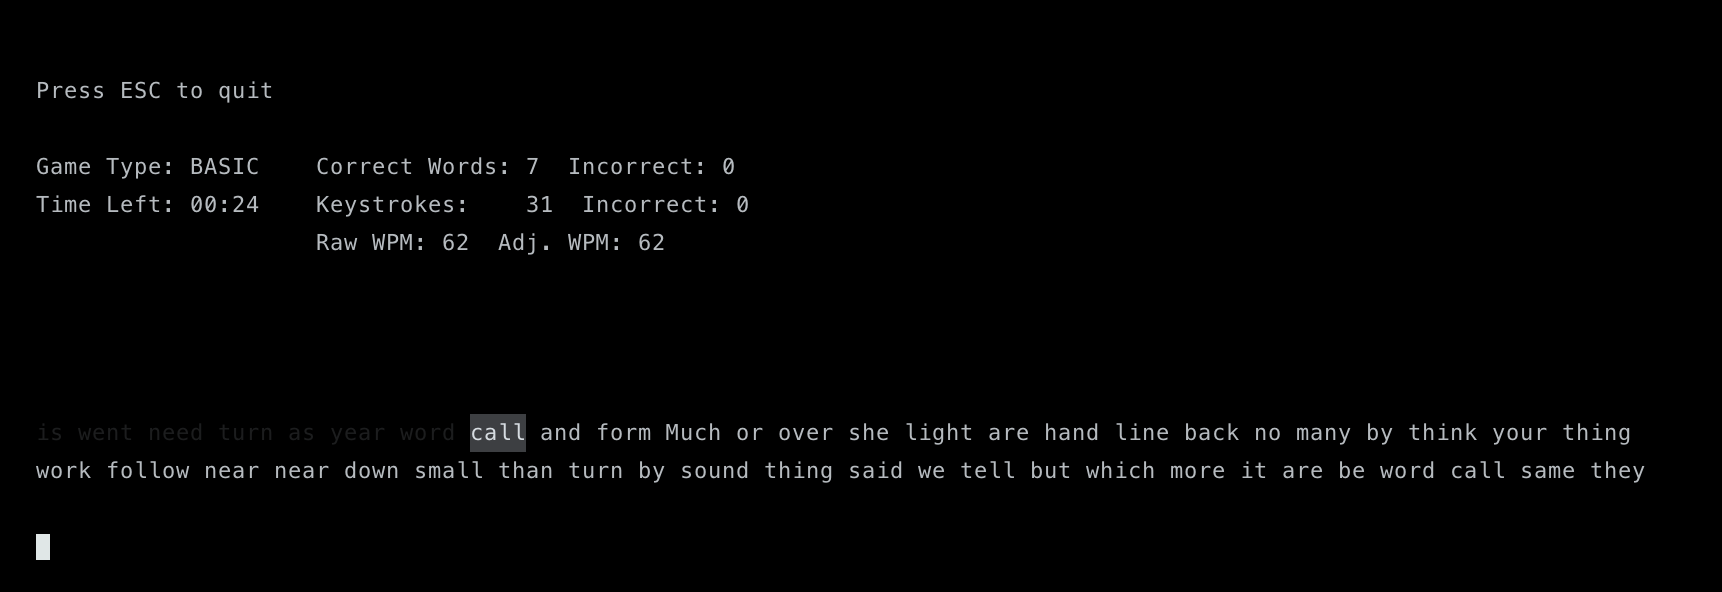 Press ESC to quit
Game Type: BASIC    Correct Words: 7  Incorrect: 0
Time Left: 00:24    Keystrokes:    31  Incorrect: 0
Raw WPM: 62  Adj. WPM: 62
is went need turn as year word call and form Much or over she light are hand line back no many by think your thing
work follow near near down small than turn by sound thing said we tell but which more it are be word call same they